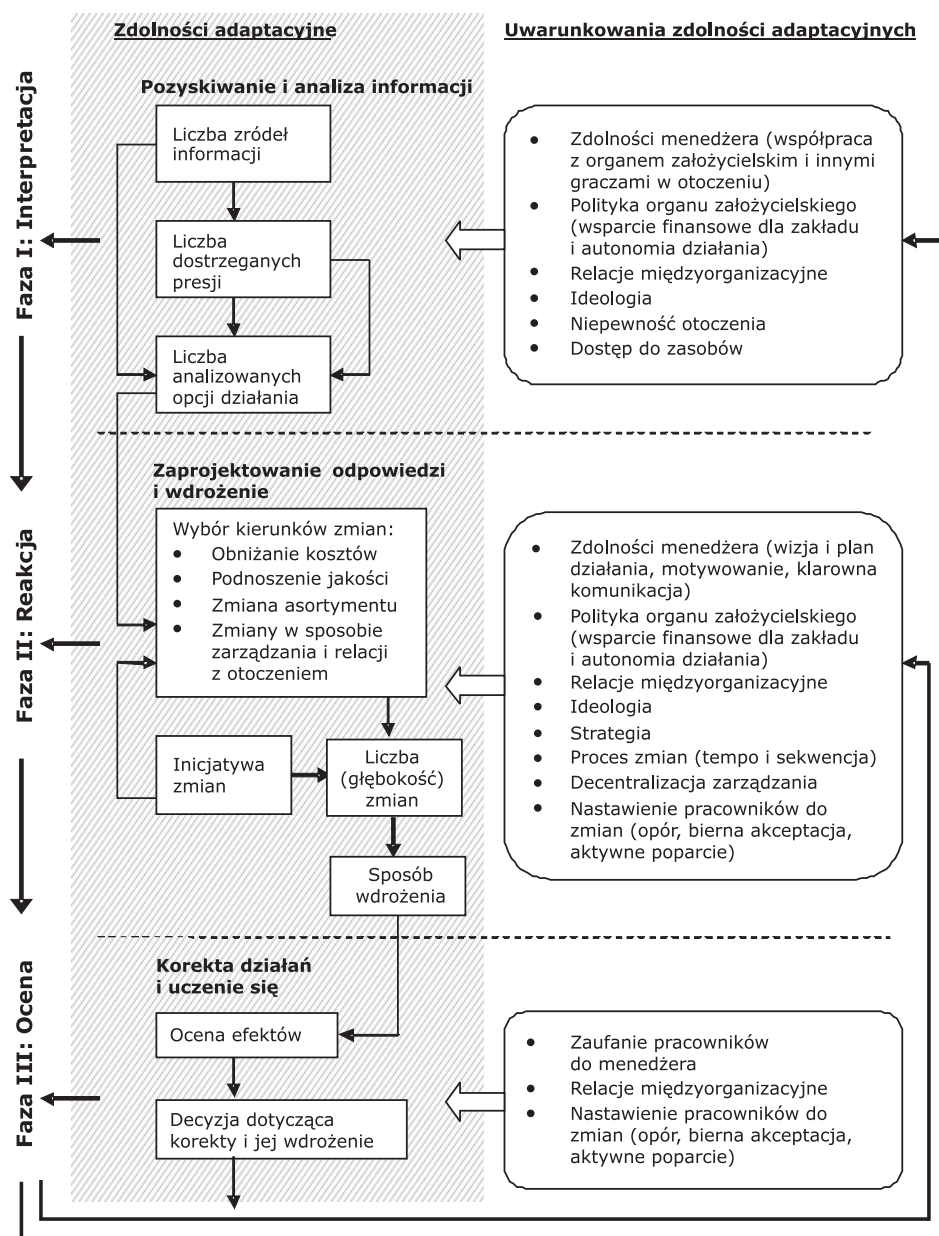 Zdolności adaptacyjne
Uwarunkowania zdolności adaptacyjnych
Faza I: Interpretacja
Pozyskiwanie i analiza informacji
Liczba zródeł
informacji
Liczba
dostrzeganych
presji
Liczba
analizowanych
opcji działania
• Zdolności menedżera (współpraca
z organem założycielskim i innymi
graczami w otoczeniu)
• Polityka organu założycielskiego
(wsparcie finansowe dla zakładu
i autonomia działania)
• Relacje międzyorganizacyjne
• Ideologia
• Niepewność otoczenia
• Dostęp do zasobów
Faza II: Reakcja
Zaprojektowanie odpowiedzi
i wdrożenie
Wybór kierunków zmian:
• Obniżanie kosztów
• Podnoszenie jakości
• Zmiana asortymentu
• Zmiany w sposobie
zarządzania i relacji
z otoczeniem
Inicjatywa
zmian
Liczba
(głębokość)
zmian
Sposób
wdrożenia
• Zdolności menedżera (wizja i plan
działania, motywowanie, klarowna
komunikacja)
• Polityka organu założycielskiego
(wsparcie finansowe dla zakładu
i autonomia działania)
• Relacje międzyorganizacyjne
• Ideologia
• Strategia
• Proces zmian (tempo i sekwencja)
• Decentralizacja zarządzania
• Nastawienie pracowników do
zmian (opór, bierna akceptacja,
aktywne poparcie)
Faza III: Ocena
Korekta działań
i uczenie się
Ocena efektów
Decyzja dotycząca
korekty i jej wdrożenie
• Zaufanie pracowników
do menedżera
• Relacje międzyorganizacyjne
• Nastawienie pracowników do
zmian (opór, bierna akceptacja,
aktywne poparcie)